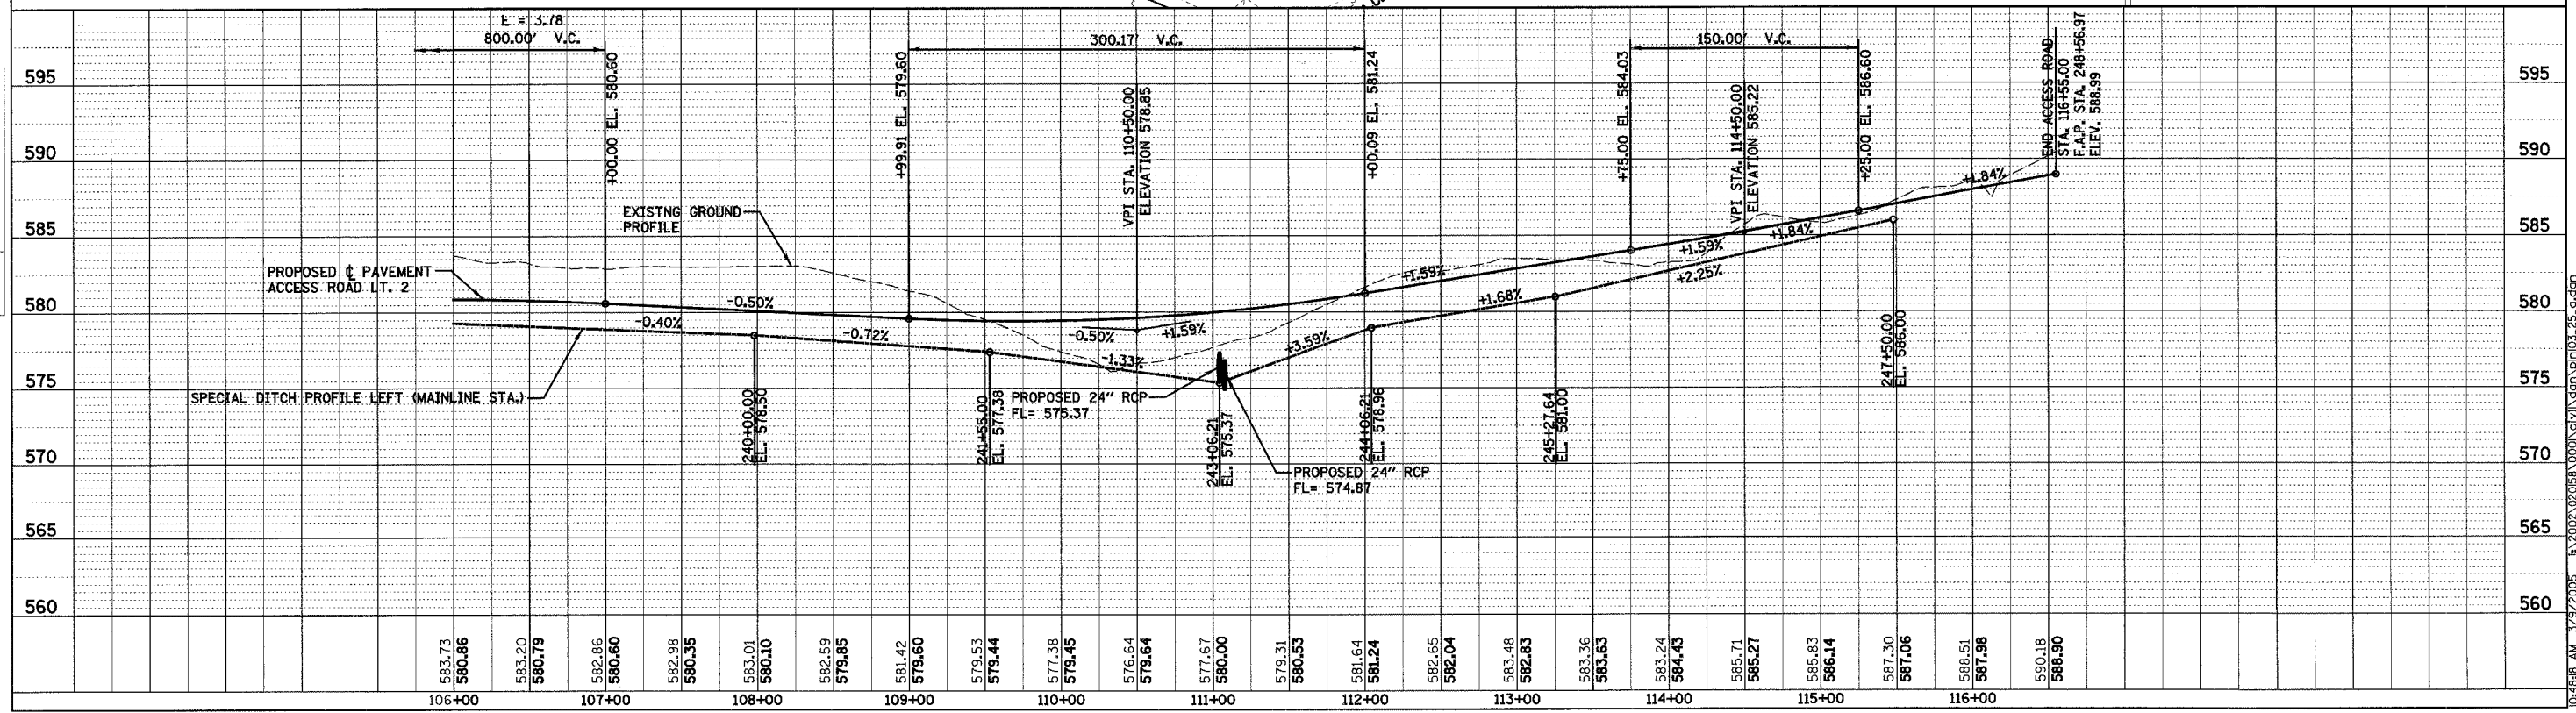 E = 3.78
800.00' V.C.
+00.00 EL. 580.60
+99.91 EL. 579.60
300.17' V.C.
VPI STA. 110+50.00
ELEVATION 578.85
+00.09 EL. 581.24
+75.00 EL. 584.03
150.00' V.C.
VPI STA. 114+50.00
ELEVATION 585.22
+25.00 EL. 586.60
END ACCESS ROAD
STA. 116+55.00
F.A.P. STA. 248+56.97
ELEV. 588.99
595
590
585
580
575
570
565
560
595
590
585
580
575
570
565
560
EXISTNG GROUND
PROFILE
PROPOSED ℄ PAVEMENT
ACCESS ROAD LT. 2
SPECIAL DITCH PROFILE LEFT (MAINLINE STA.)
-0.50%
-0.40%
-0.72%
-0.50%
+1.59%
-1.33%
+3.59%
+1.59%
+1.68%
+1.59%
+1.84%
+2.25%
+1.84%
PROPOSED 24" RCP
FL= 575.37
PROPOSED 24" RCP
FL= 574.87
240+00.00
EL. 578.50
241+55.00
EL. 577.38
243+06.21
EL. 575.37
244+06.21
EL. 578.96
245+27.64
EL. 581.00
247+50.00
EL. 586.00
583.73
580.86
583.20
580.79
582.86
580.60
582.98
580.35
583.01
580.10
582.59
579.85
581.42
579.60
579.53
579.44
577.38
579.45
576.64
579.64
577.67
580.00
579.31
580.53
581.64
581.24
582.65
582.04
583.48
582.83
583.36
583.63
583.24
584.43
585.71
585.27
585.83
586.14
587.30
587.06
588.51
587.98
590.18
588.90
106+00 107+00 108+00 109+00 110+00 111+00 112+00 113+00 114+00 115+00 116+00